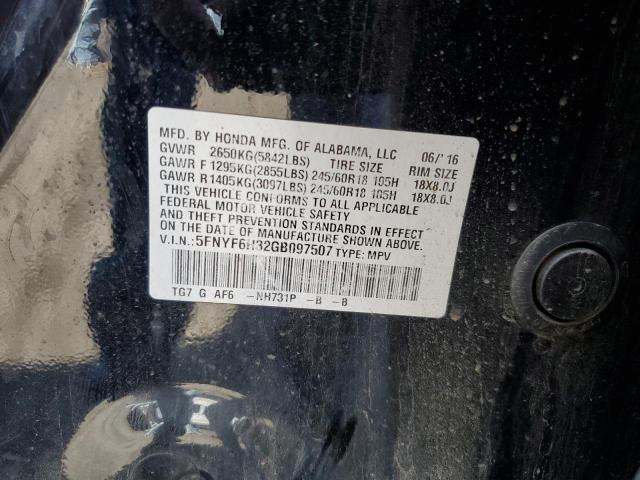 MFD. BY HONDA MFG. OF ALABAMA, LLC 06/'16
GVWR 2650KG(5842LBS) TIRE SIZE RIM SIZE
GAWR F 1295KG(2855LBS) 245/60R18 105H 18X8.0J
GAWR R 1405KG(3097LBS) 245/60R18 105H 18X8.0J
THIS VEHICLE CONFORMS TO ALL APPLICABLE
FEDERAL MOTOR VEHICLE SAFETY
AND THEFT PREVENTION STANDARDS IN EFFECT
ON THE DATE OF MANUFACTURE SHOWN ABOVE.
V.I.N.:5FNYF6H32GB097507 TYPE: MPV
TG7 G AF6 -NH731P -B -B